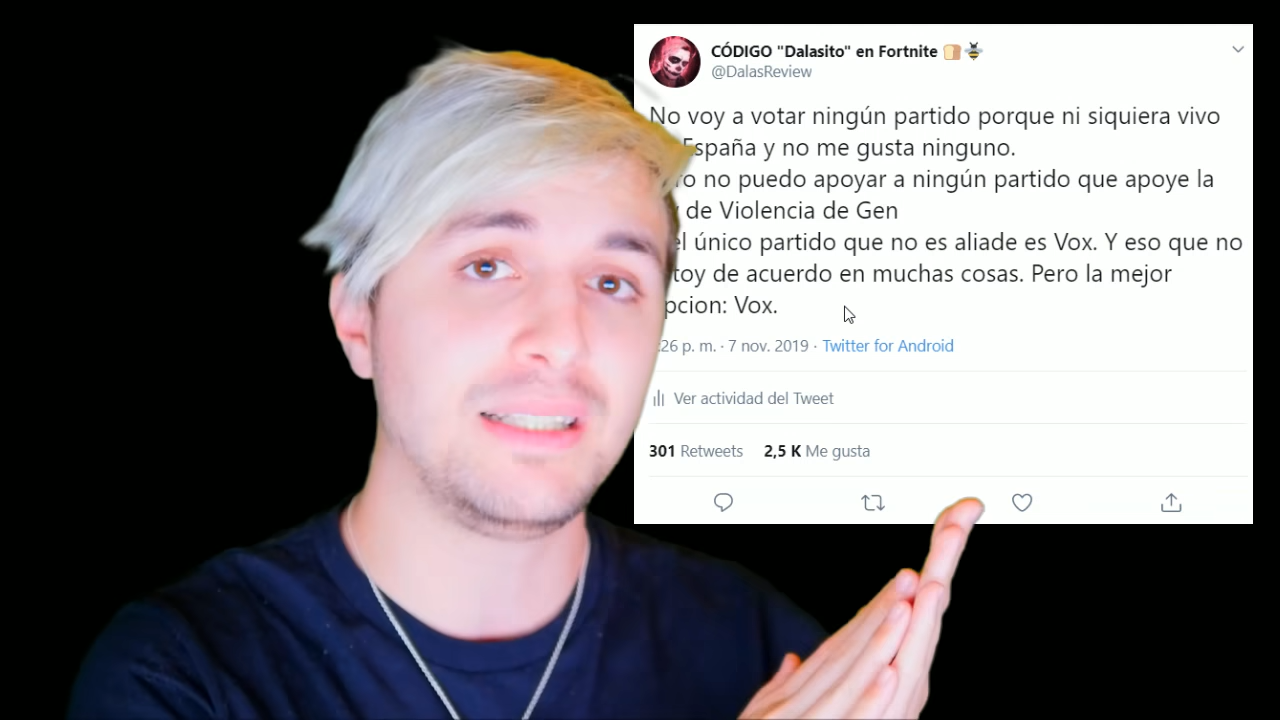 CÓDIGO "Dalasito" en Fortnite 🍞🐝
@DalasReview
No voy a votar ningún partido porque ni siquiera vivo
España y no me gusta ninguno.
no puedo apoyar a ningún partido que apoye la
de Violencia de Gen
el único partido que no es aliade es Vox. Y eso que no
de acuerdo en muchas cosas. Pero la mejor
pcion: Vox.
26 p. m. · 7 nov. 2019 · Twitter for Android
Ver actividad del Tweet
301 Retweets 2,5 K Me gusta